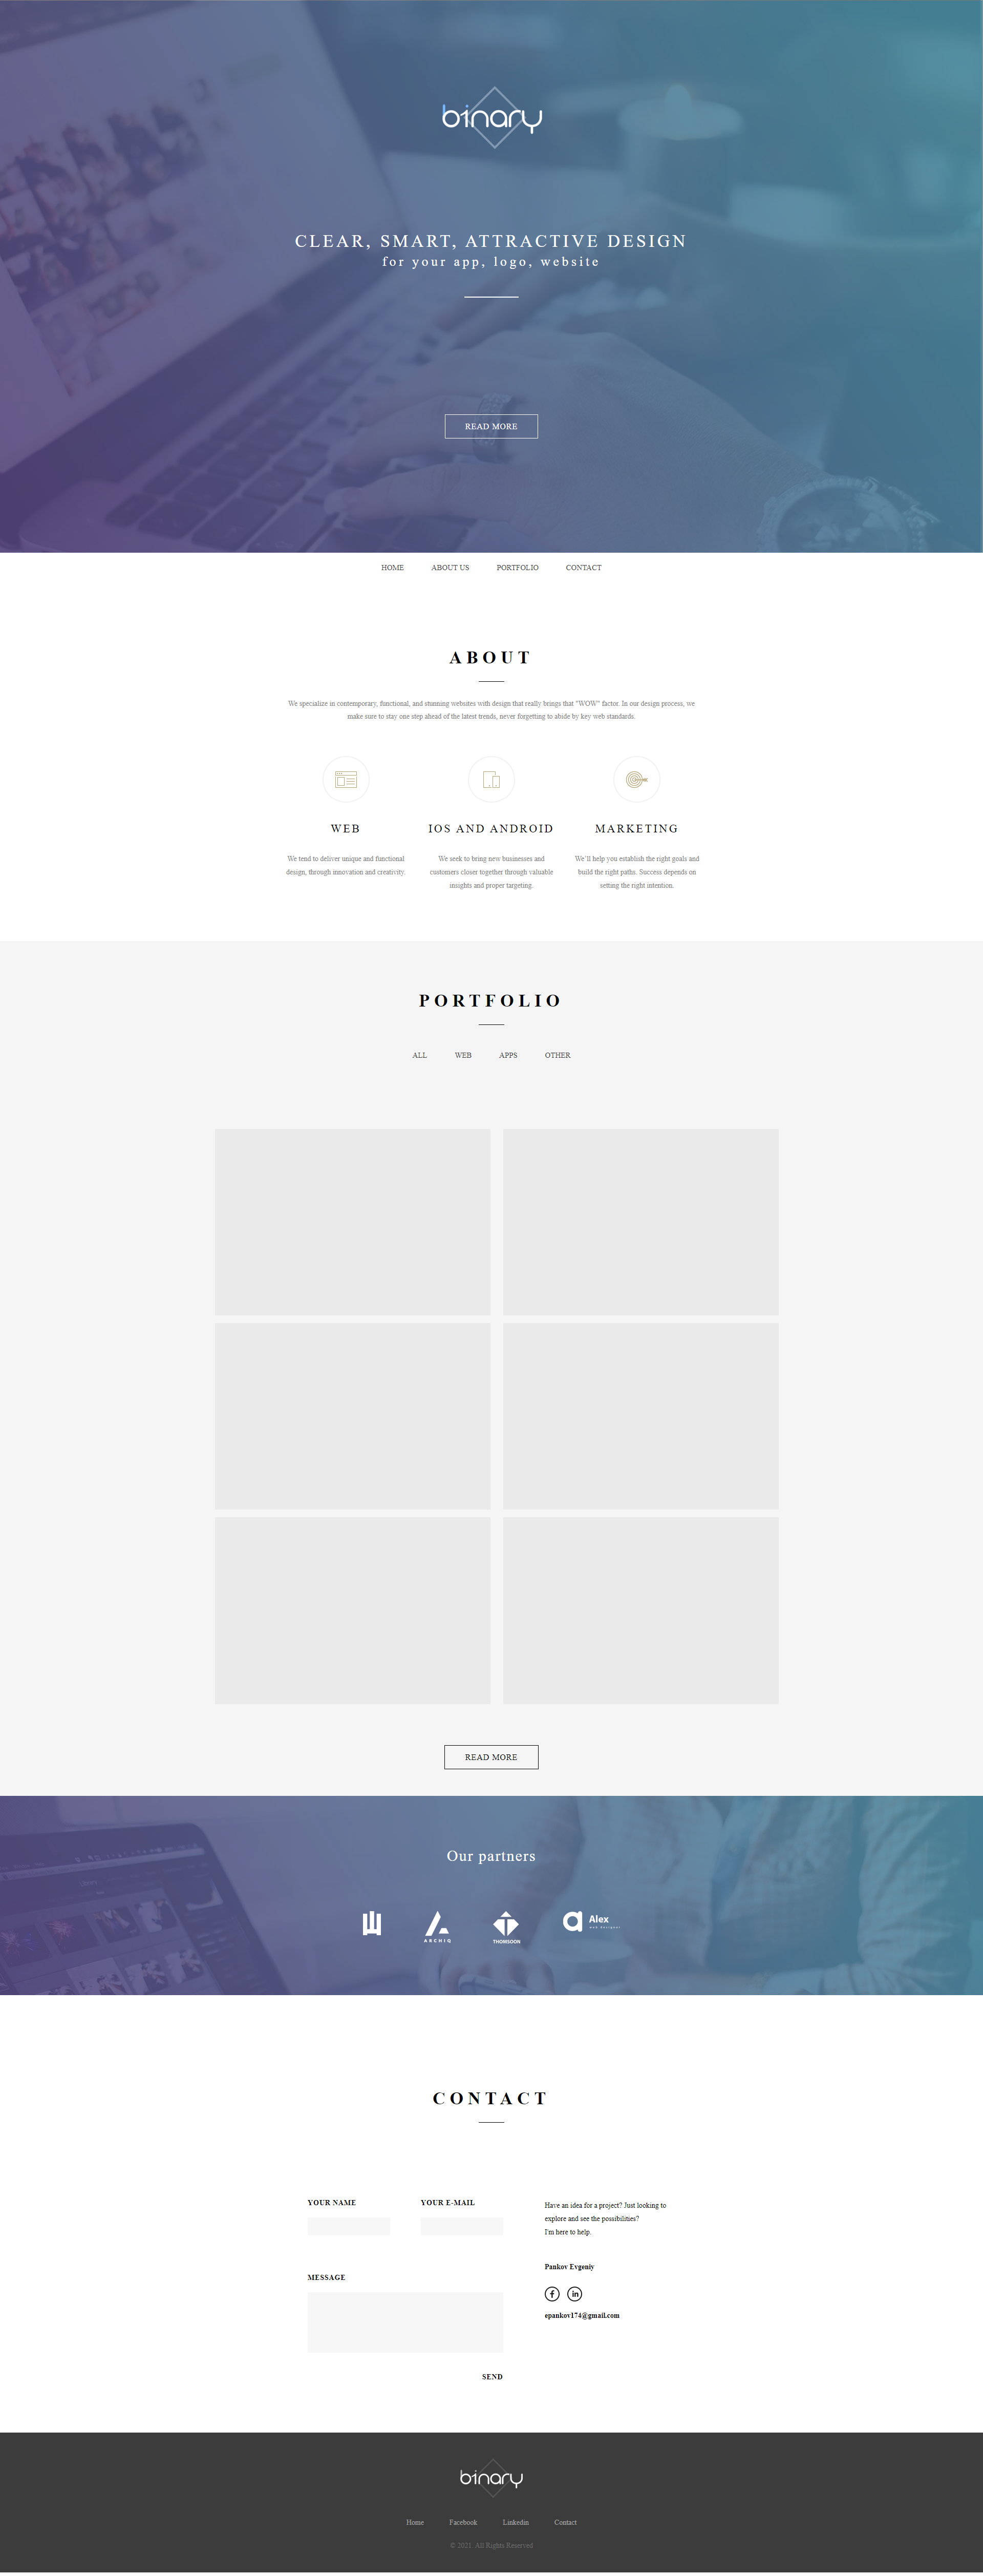 b1nary
CLEAR, SMART, ATTRACTIVE DESIGN
for your app, logo, website
READ MORE
HOME ABOUT US PORTFOLIO CONTACT
ABOUT
We specialize in contemporary, functional, and stunning websites with design that really brings that "WOW" factor. In our design process, we
make sure to stay one step ahead of the latest trends, never forgetting to abide by key web standards.
WEB
We tend to deliver unique and functional
design, through innovation and creativity.
IOS AND ANDROID
We seek to bring new businesses and
customers closer together through valuable
insights and proper targeting.
MARKETING
We'll help you establish the right goals and
build the right paths. Success depends on
setting the right intention.
PORTFOLIO
ALL WEB APPS OTHER
READ MORE
Our partners
ARCHIQ
THOMSOON
Alex
web designer
CONTACT
YOUR NAME
YOUR E-MAIL
MESSAGE
SEND
Have an idea for a project? Just looking to
explore and see the possibilities?
I'm here to help.
Pankov Evgeniy
epankov174@gmail.com
b1nary
Home Facebook Linkedin Contact
© 2021. All Rights Reserved